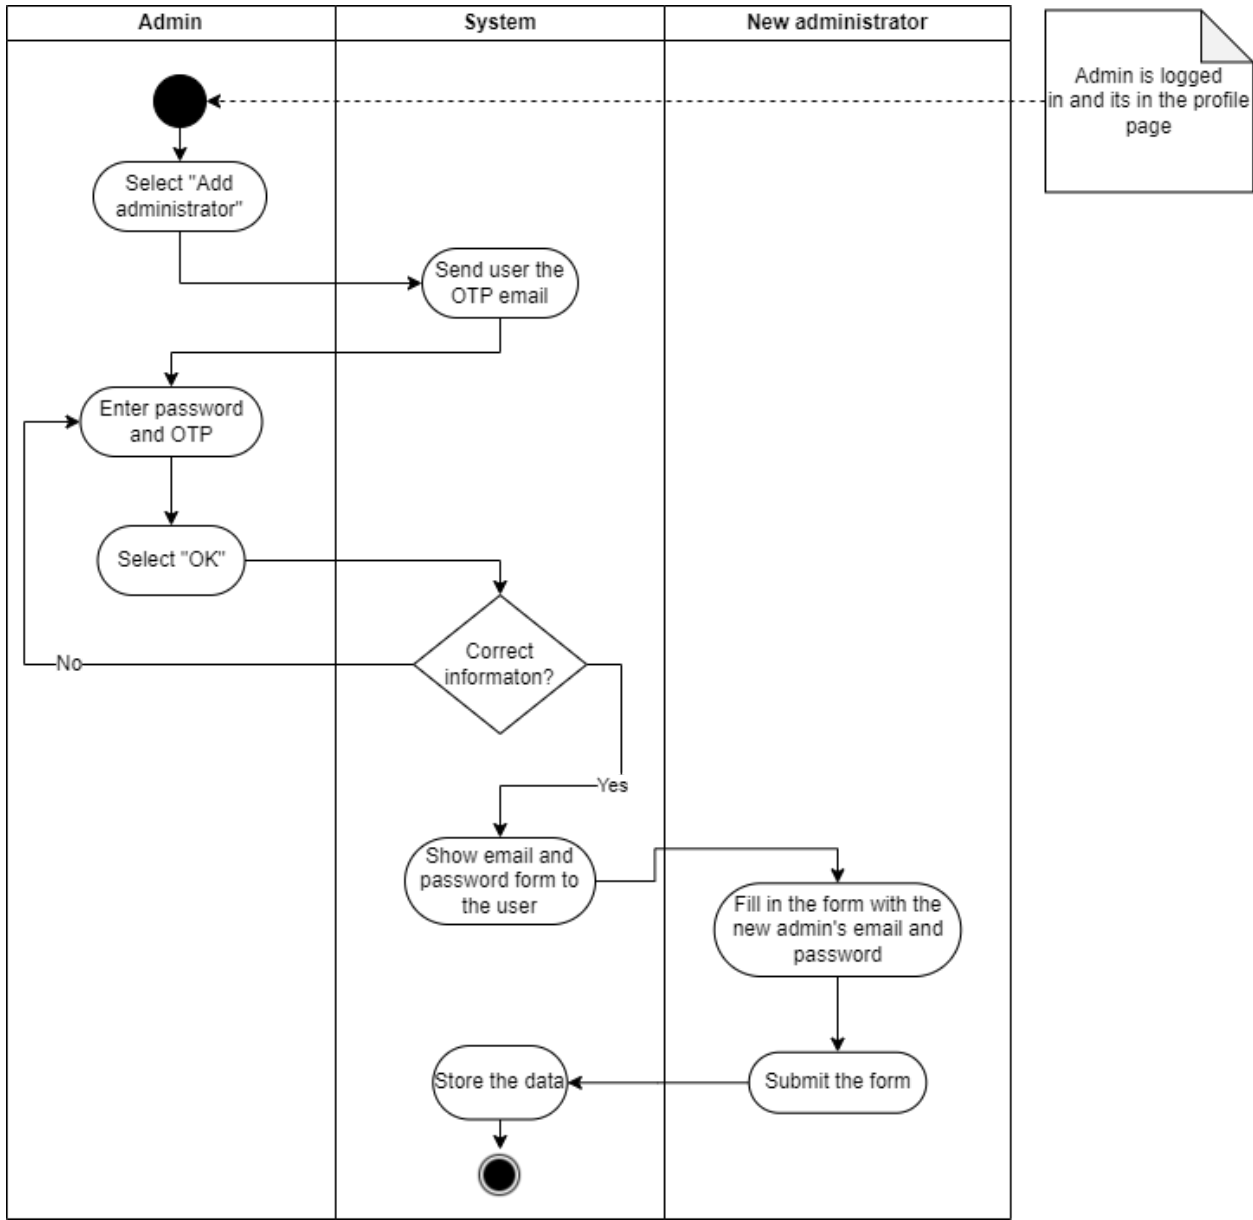 Admin
System
New administrator
Admin is logged
in and its in the profile
page
Select "Add
administrator"
Send user the
OTP email
Enter password
and OTP
Select "OK"
Correct
informaton?
No
Yes
Show email and
password form to
the user
Fill in the form with the
new admin's email and
password
Store the data
Submit the form